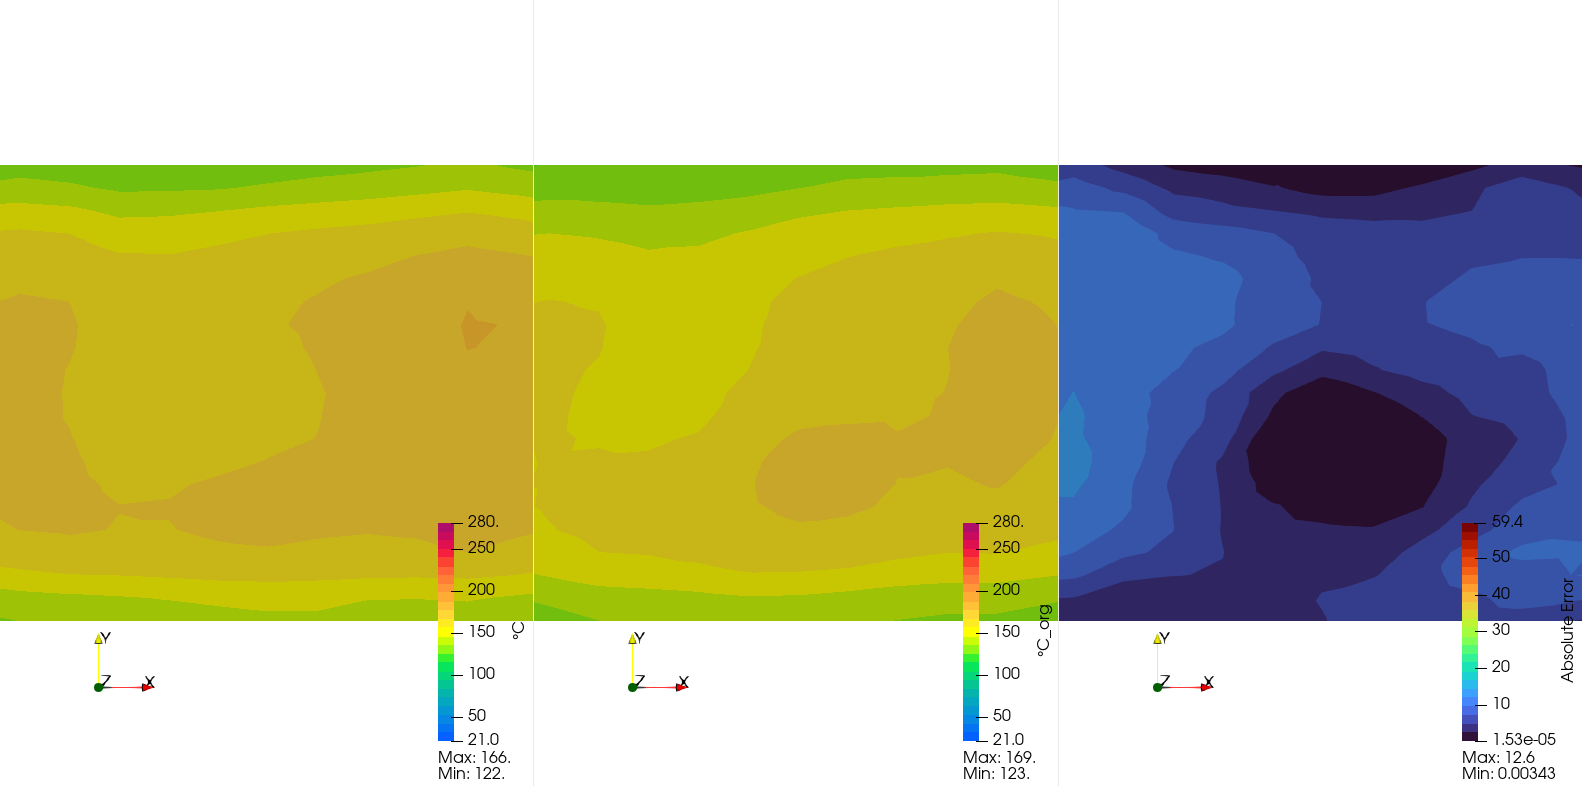 280.
250
200
150
100
50
21.0
°C
Max: 166.
Min: 122.
Y
Z
X
280.
250
200
150
100
50
21.0
°C_org
Max: 169.
Min: 123.
Y
Z
X
59.4
50
40
30
20
10
1.53e-05
Absolute Error
Max: 12.6
Min: 0.00343
Y
Z
X